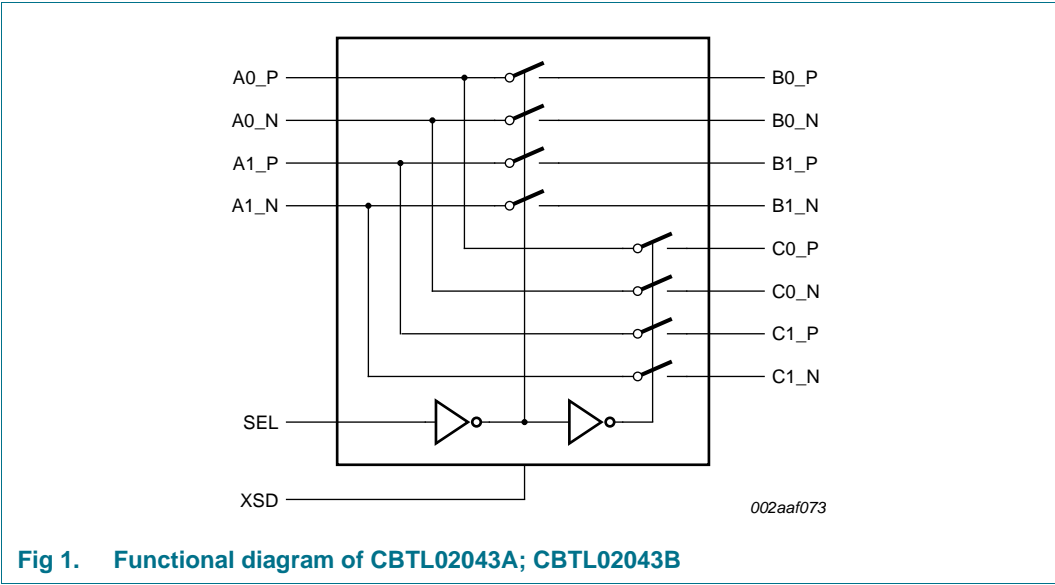 A0_P
B0_P
A0_N
B0_N
A1_P
B1_P
A1_N
B1_N
C0_P
C0_N
C1_P
C1_N
SEL
XSD
002aaf073
Fig 1. Functional diagram of CBTL02043A; CBTL02043B